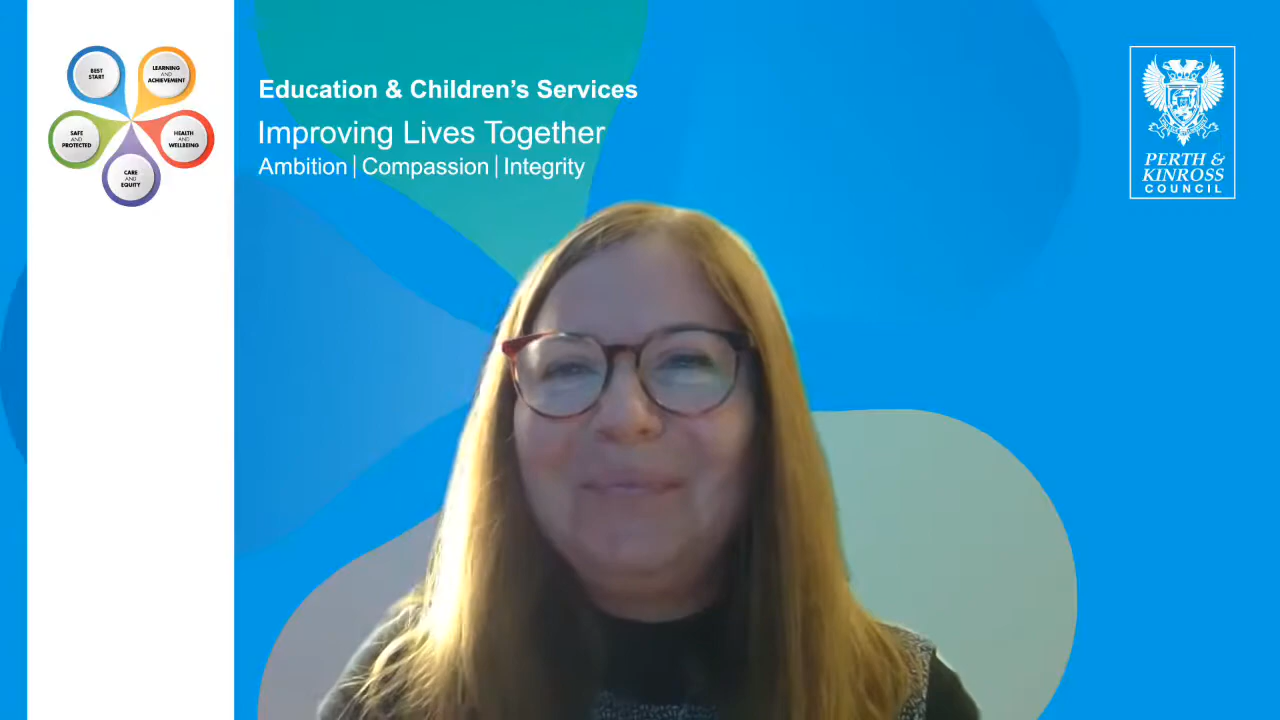 BEST
START
LEARNING
AND
ACHIEVEMENT
SAFE
AND
PROTECTED
HEALTH
AND
WELLBEING
CARE
AND
EQUITY
Education & Children's Services
Improving Lives Together
Ambition | Compassion | Integrity
PERTH &
KINROSS
COUNCIL